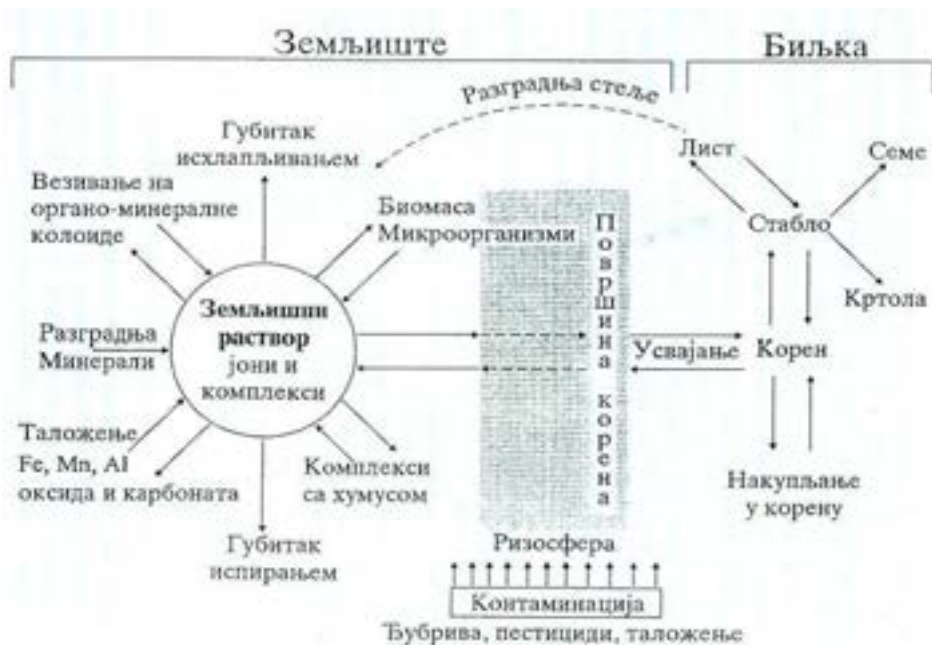 Земљиште
Биљка
Разградња стеље
Губитак
исхлапљивањем
Везивање на
органо-минералне
колоиде
Биомаса
Микроорганизми
Земљишни
раствор
јони и
комплекси
Разградња
Минерали
Таложење
Fe, Mn, Al
оксида и карбоната
Губитак
испирањем
Комплекси
са хумусом
Површина корена
Ризосфера
Контаминација
Ђубрива, пестициди, таложење
Усвајање
Лист
Семе
Стабло
Кртола
Корен
Накупљање
у корену